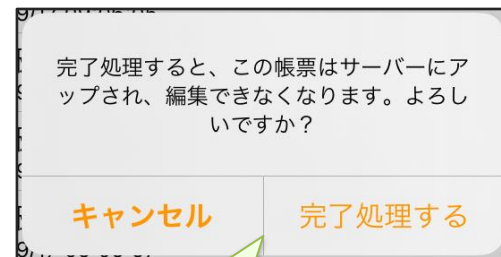 完了処理すると、この帳票はサーバーにア
ップされ、編集できなくなります。よろし
いですか？
キャンセル
完了処理する